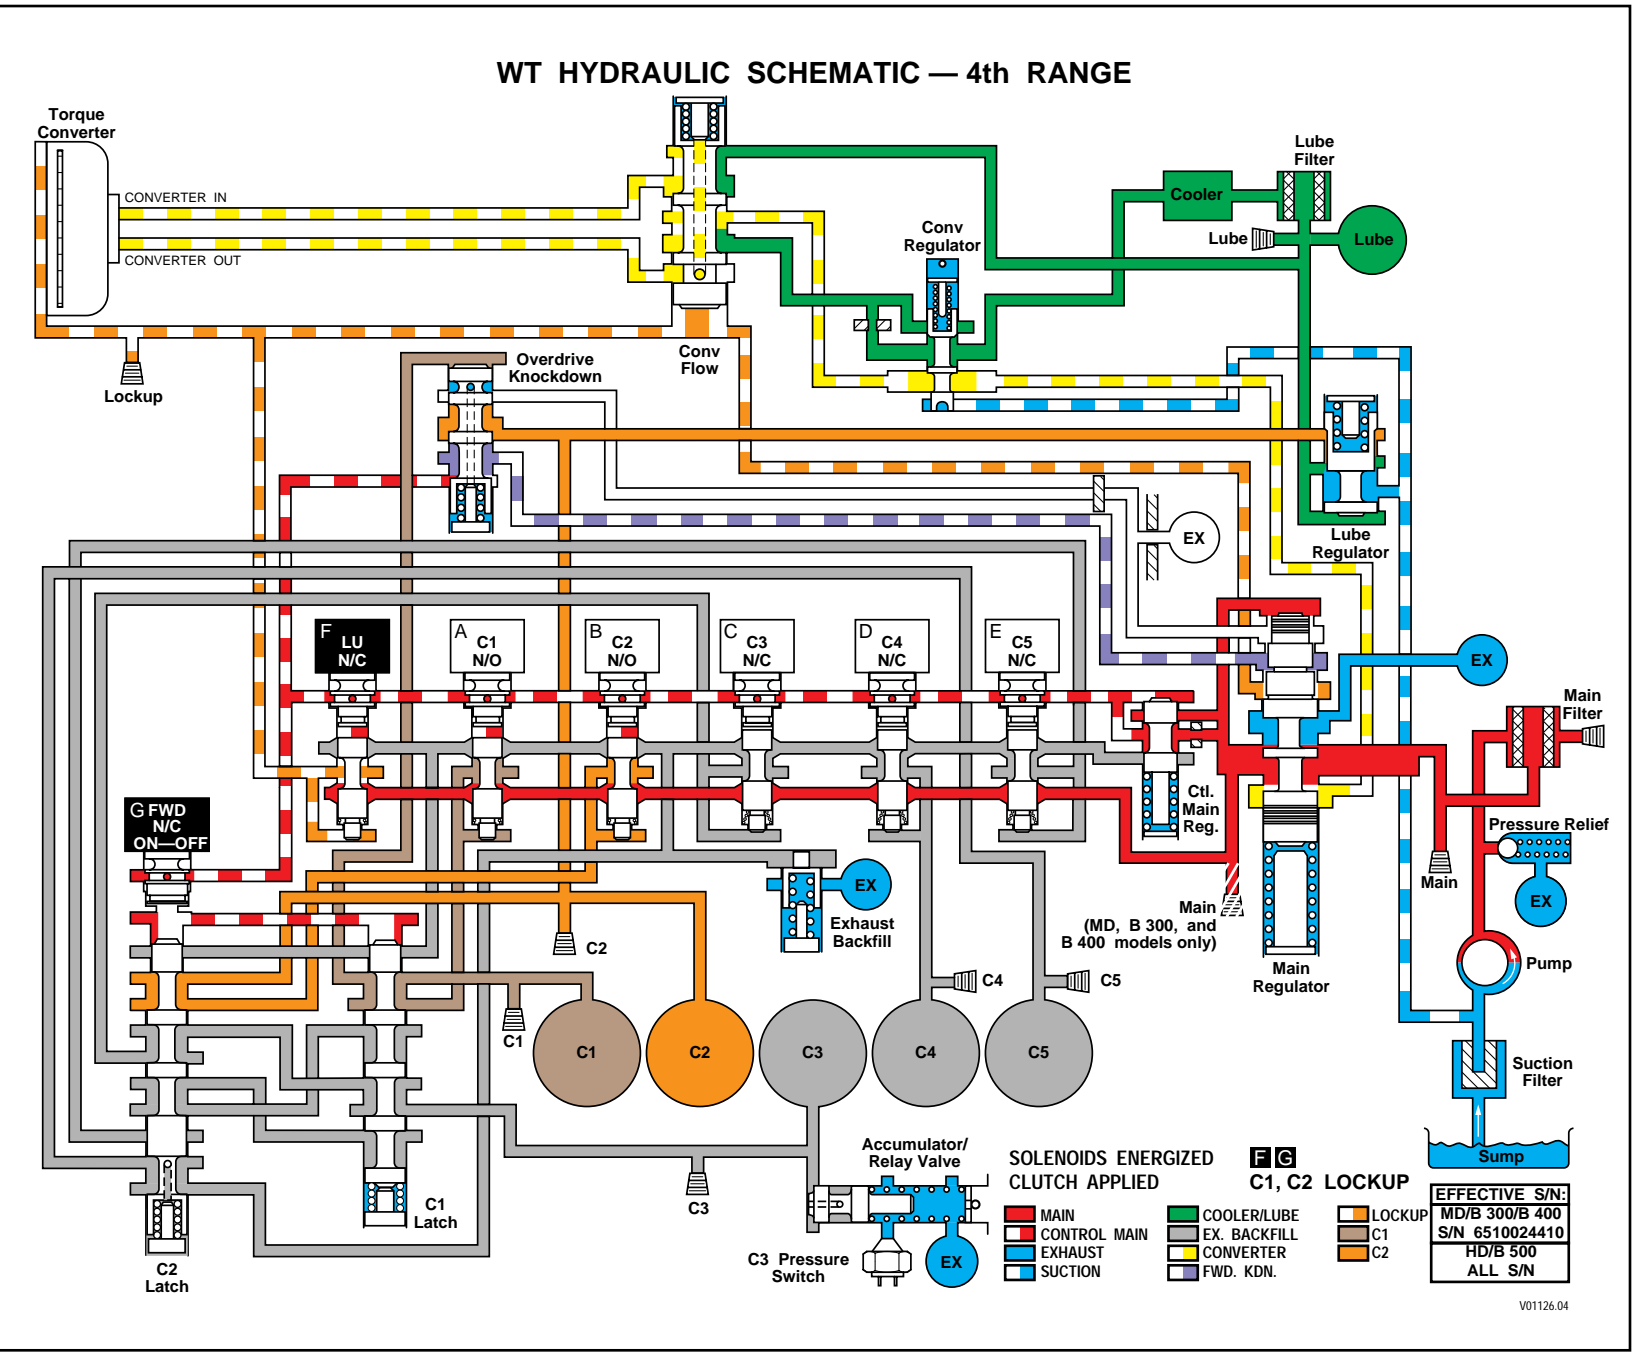 WT HYDRAULIC SCHEMATIC — 4th RANGE
Torque
Converter
CONVERTER IN
CONVERTER OUT
Lockup
Overdrive
Knockdown
Conv
Flow
Conv
Regulator
Cooler
Lube
Filter
Lube
Lube
Lube
Regulator
EX
F
LU
N/C
A
C1
N/O
B
C2
N/O
C
C3
N/C
D
C4
N/C
E
C5
N/C
EX
Main
Filter
Ctl.
Main
Reg.
G FWD
N/C
ON—OFF
Pressure Relief
Main
EX
EX
Exhaust
Backfill
Main
(MD, B 300, and
B 400 models only)
Main
Regulator
Pump
C2
C4
C5
C1
C1
C2
C3
C4
C5
Suction
Filter
Sump
C3
C1
Latch
C2
Latch
Accumulator/
Relay Valve
C3 Pressure
Switch
EX
SOLENOIDS ENERGIZED
F G
CLUTCH APPLIED
C1, C2 LOCKUP
MAIN
CONTROL MAIN
EXHAUST
SUCTION
COOLER/LUBE
EX. BACKFILL
CONVERTER
FWD. KDN.
LOCKUP
C1
C2
EFFECTIVE S/N:
MD/B 300/B 400
S/N 6510024410
HD/B 500
ALL S/N
V01126.04